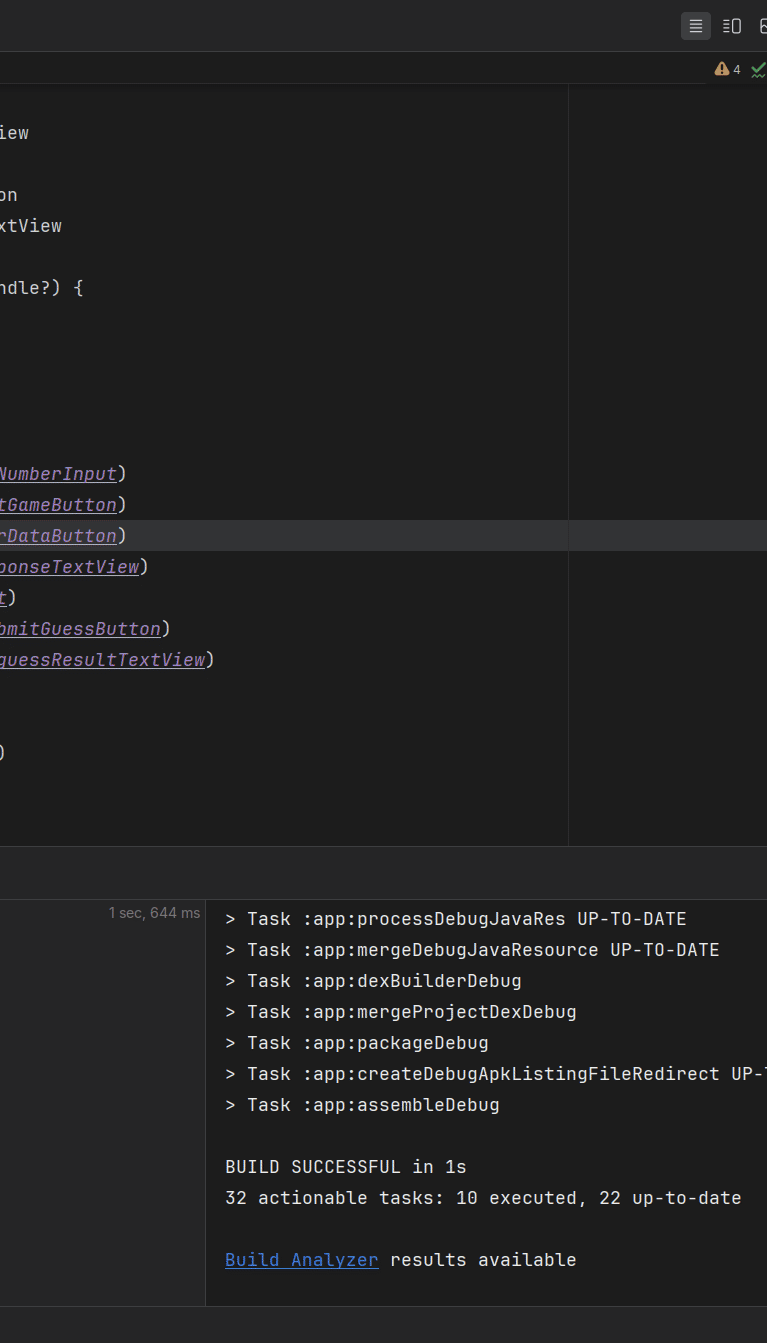 4
iew
on
xtView
ndle?) {
NumberInput)
tGameButton)
rDataButton)
ponseTextView)
t)
bmitGuessButton)
guessResultTextView)
)
1 sec, 644 ms
> Task :app:processDebugJavaRes UP-TO-DATE
> Task :app:mergeDebugJavaResource UP-TO-DATE
> Task :app:dexBuilderDebug
> Task :app:mergeProjectDexDebug
> Task :app:packageDebug
> Task :app:createDebugApkListingFileRedirect UP-
> Task :app:assembleDebug
BUILD SUCCESSFUL in 1s
32 actionable tasks: 10 executed, 22 up-to-date
Build Analyzer results available